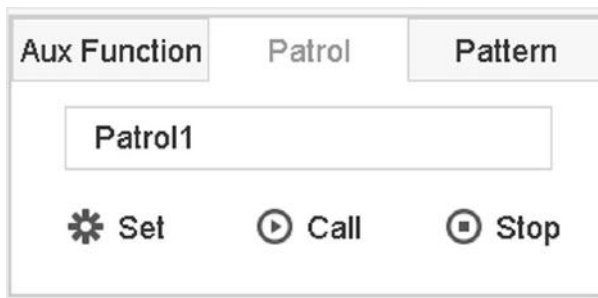 Aux Function Patrol Pattern
Patrol1
Set Call Stop